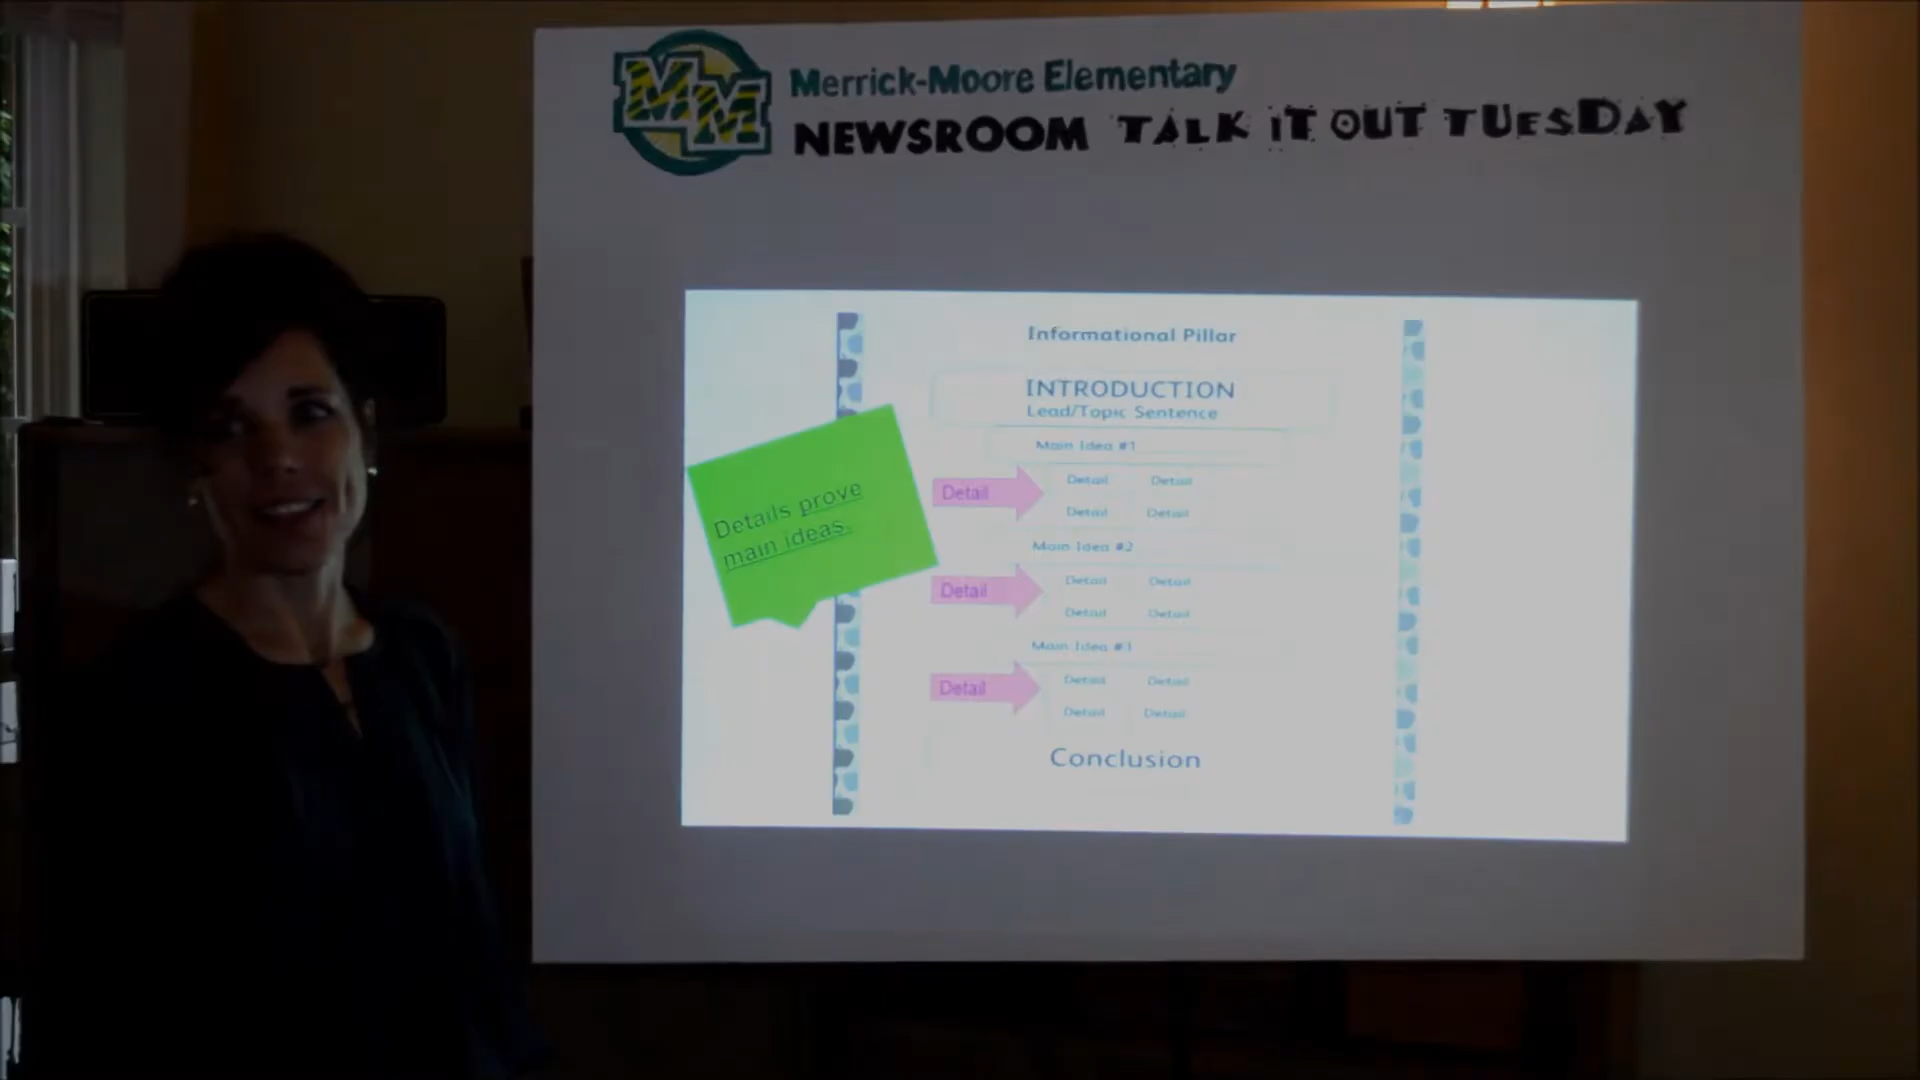 MM
Merrick-Moore Elementary
NEWSROOM TALK IT OUT TUESDAY
Informational Pillar
INTRODUCTION
Lead/Topic Sentence
Main Idea #1
Details prove
main ideas.
Detail
Detail Detail
Detail Detail
Main Idea #2
Detail
Detail Detail
Detail Detail
Main Idea #3
Detail
Detail Detail
Detail Detail
Conclusion